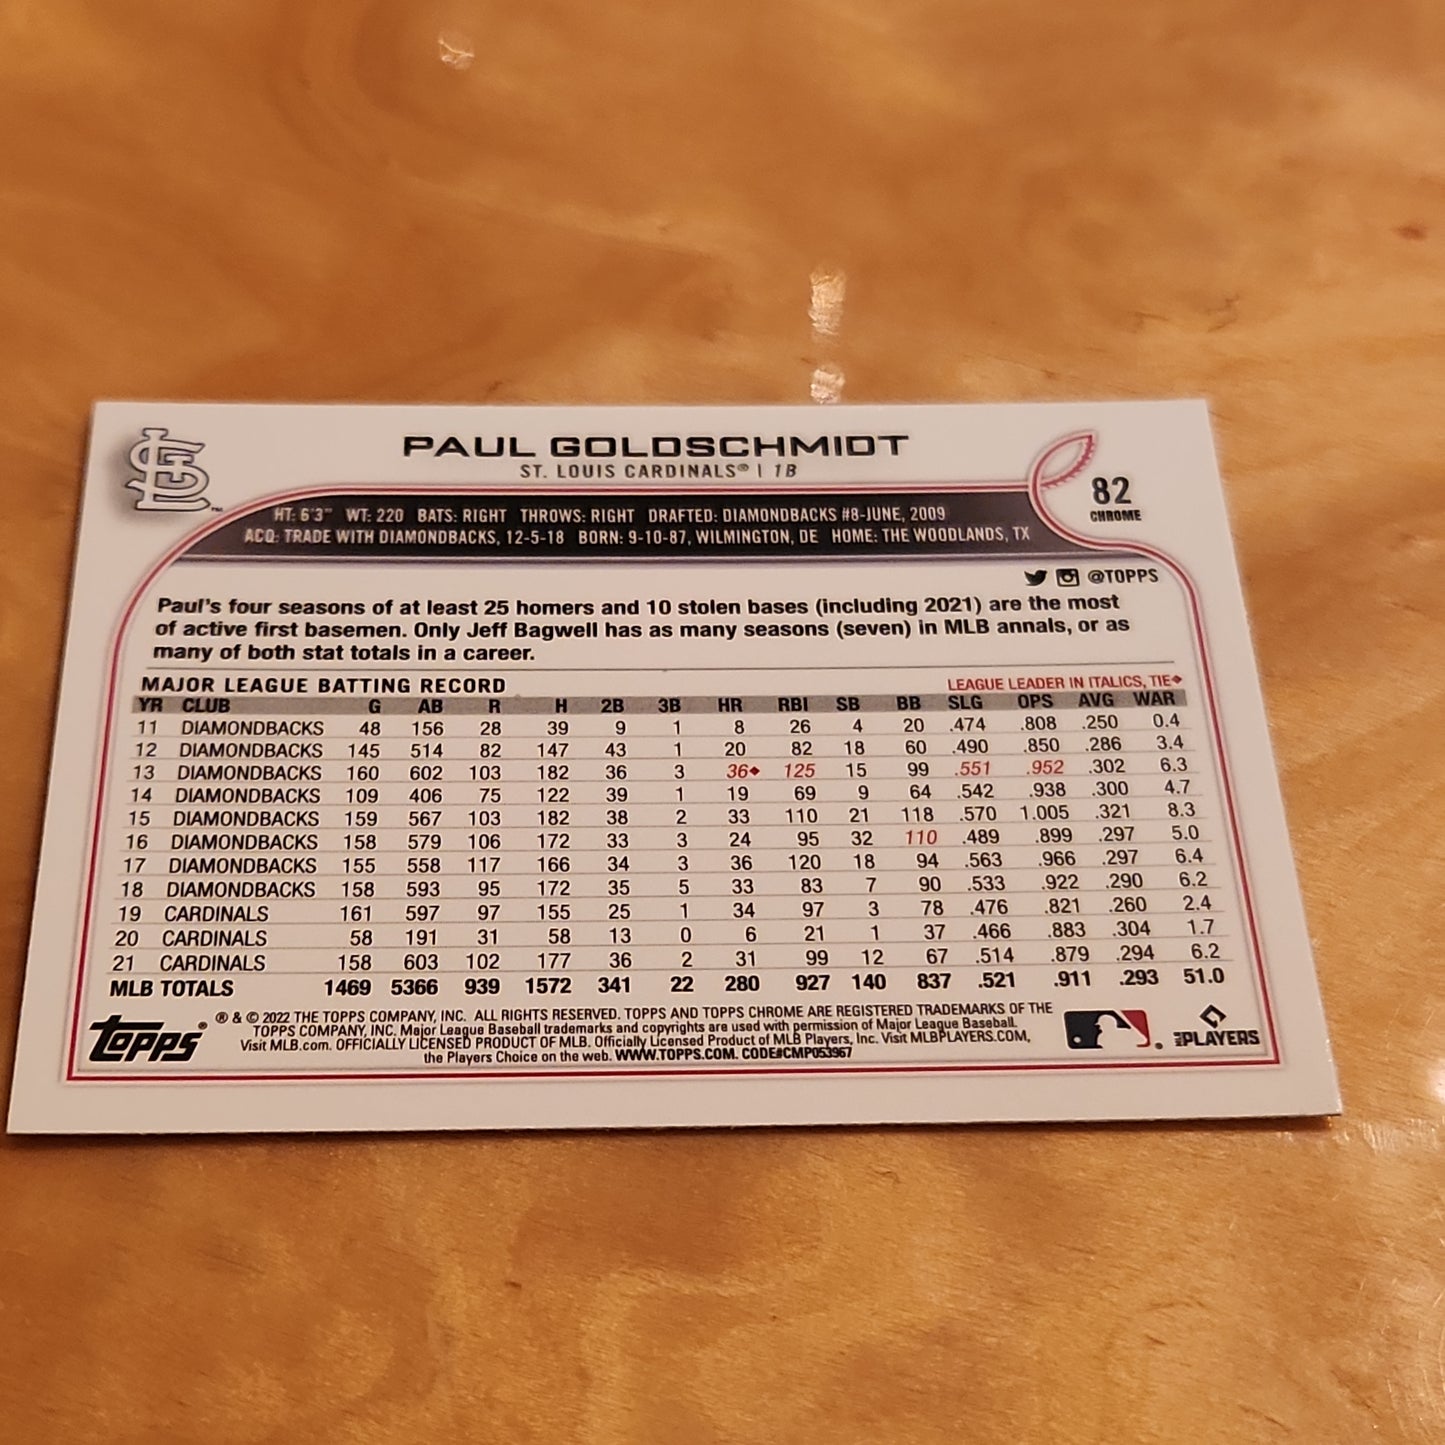 PAUL GOLDSCHMIDT
ST. LOUIS CARDINALS® | 1B
82
CHROME
HT: 6'3" WT: 220 BATS: RIGHT THROWS: RIGHT DRAFTED: DIAMONDBACKS #8-JUNE, 2009
ACQ: TRADE WITH DIAMONDBACKS, 12-5-18 BORN: 9-10-87, WILMINGTON, DE HOME: THE WOODLANDS, TX
@TOPPS
Paul's four seasons of at least 25 homers and 10 stolen bases (including 2021) are the most
of active first basemen. Only Jeff Bagwell has as many seasons (seven) in MLB annals, or as
many of both stat totals in a career.
MAJOR LEAGUE BATTING RECORD LEAGUE LEADER IN ITALICS, TIE◆
YR CLUB G AB R H 2B 3B HR RBI SB BB SLG OPS AVG WAR
11 DIAMONDBACKS 48 156 28 39 9 1 8 26 4 20 .474 .808 .250 0.4
12 DIAMONDBACKS 145 514 82 147 43 1 20 82 18 60 .490 .850 .286 3.4
13 DIAMONDBACKS 160 602 103 182 36 3 36◆ 125 15 99 .551 .952 .302 6.3
14 DIAMONDBACKS 109 406 75 122 39 1 19 69 9 64 .542 .938 .300 4.7
15 DIAMONDBACKS 159 567 103 182 38 2 33 110 21 118 .570 1.005 .321 8.3
16 DIAMONDBACKS 158 579 106 172 33 3 24 95 32 110 .489 .899 .297 5.0
17 DIAMONDBACKS 155 558 117 166 34 3 36 120 18 94 .563 .966 .297 6.4
18 DIAMONDBACKS 158 593 95 172 35 5 33 83 7 90 .533 .922 .290 6.2
19 CARDINALS 161 597 97 155 25 1 34 97 3 78 .476 .821 .260 2.4
20 CARDINALS 58 191 31 58 13 0 6 21 1 37 .466 .883 .304 1.7
21 CARDINALS 158 603 102 177 36 2 31 99 12 67 .514 .879 .294 6.2
MLB TOTALS 1469 5366 939 1572 341 22 280 927 140 837 .521 .911 .293 51.0
Topps®
® & © 2022 THE TOPPS COMPANY, INC. ALL RIGHTS RESERVED. TOPPS AND TOPPS CHROME ARE REGISTERED TRADEMARKS OF THE
TOPPS COMPANY, INC. Major League Baseball trademarks and copyrights are used with permission of Major League Baseball.
Visit MLB.com. OFFICIALLY LICENSED PRODUCT OF MLB. Officially Licensed Product of MLB Players, Inc. Visit MLBPLAYERS.COM,
the Players Choice on the web. WWW.TOPPS.COM. CODE#CMP053967
MLB PLAYERS